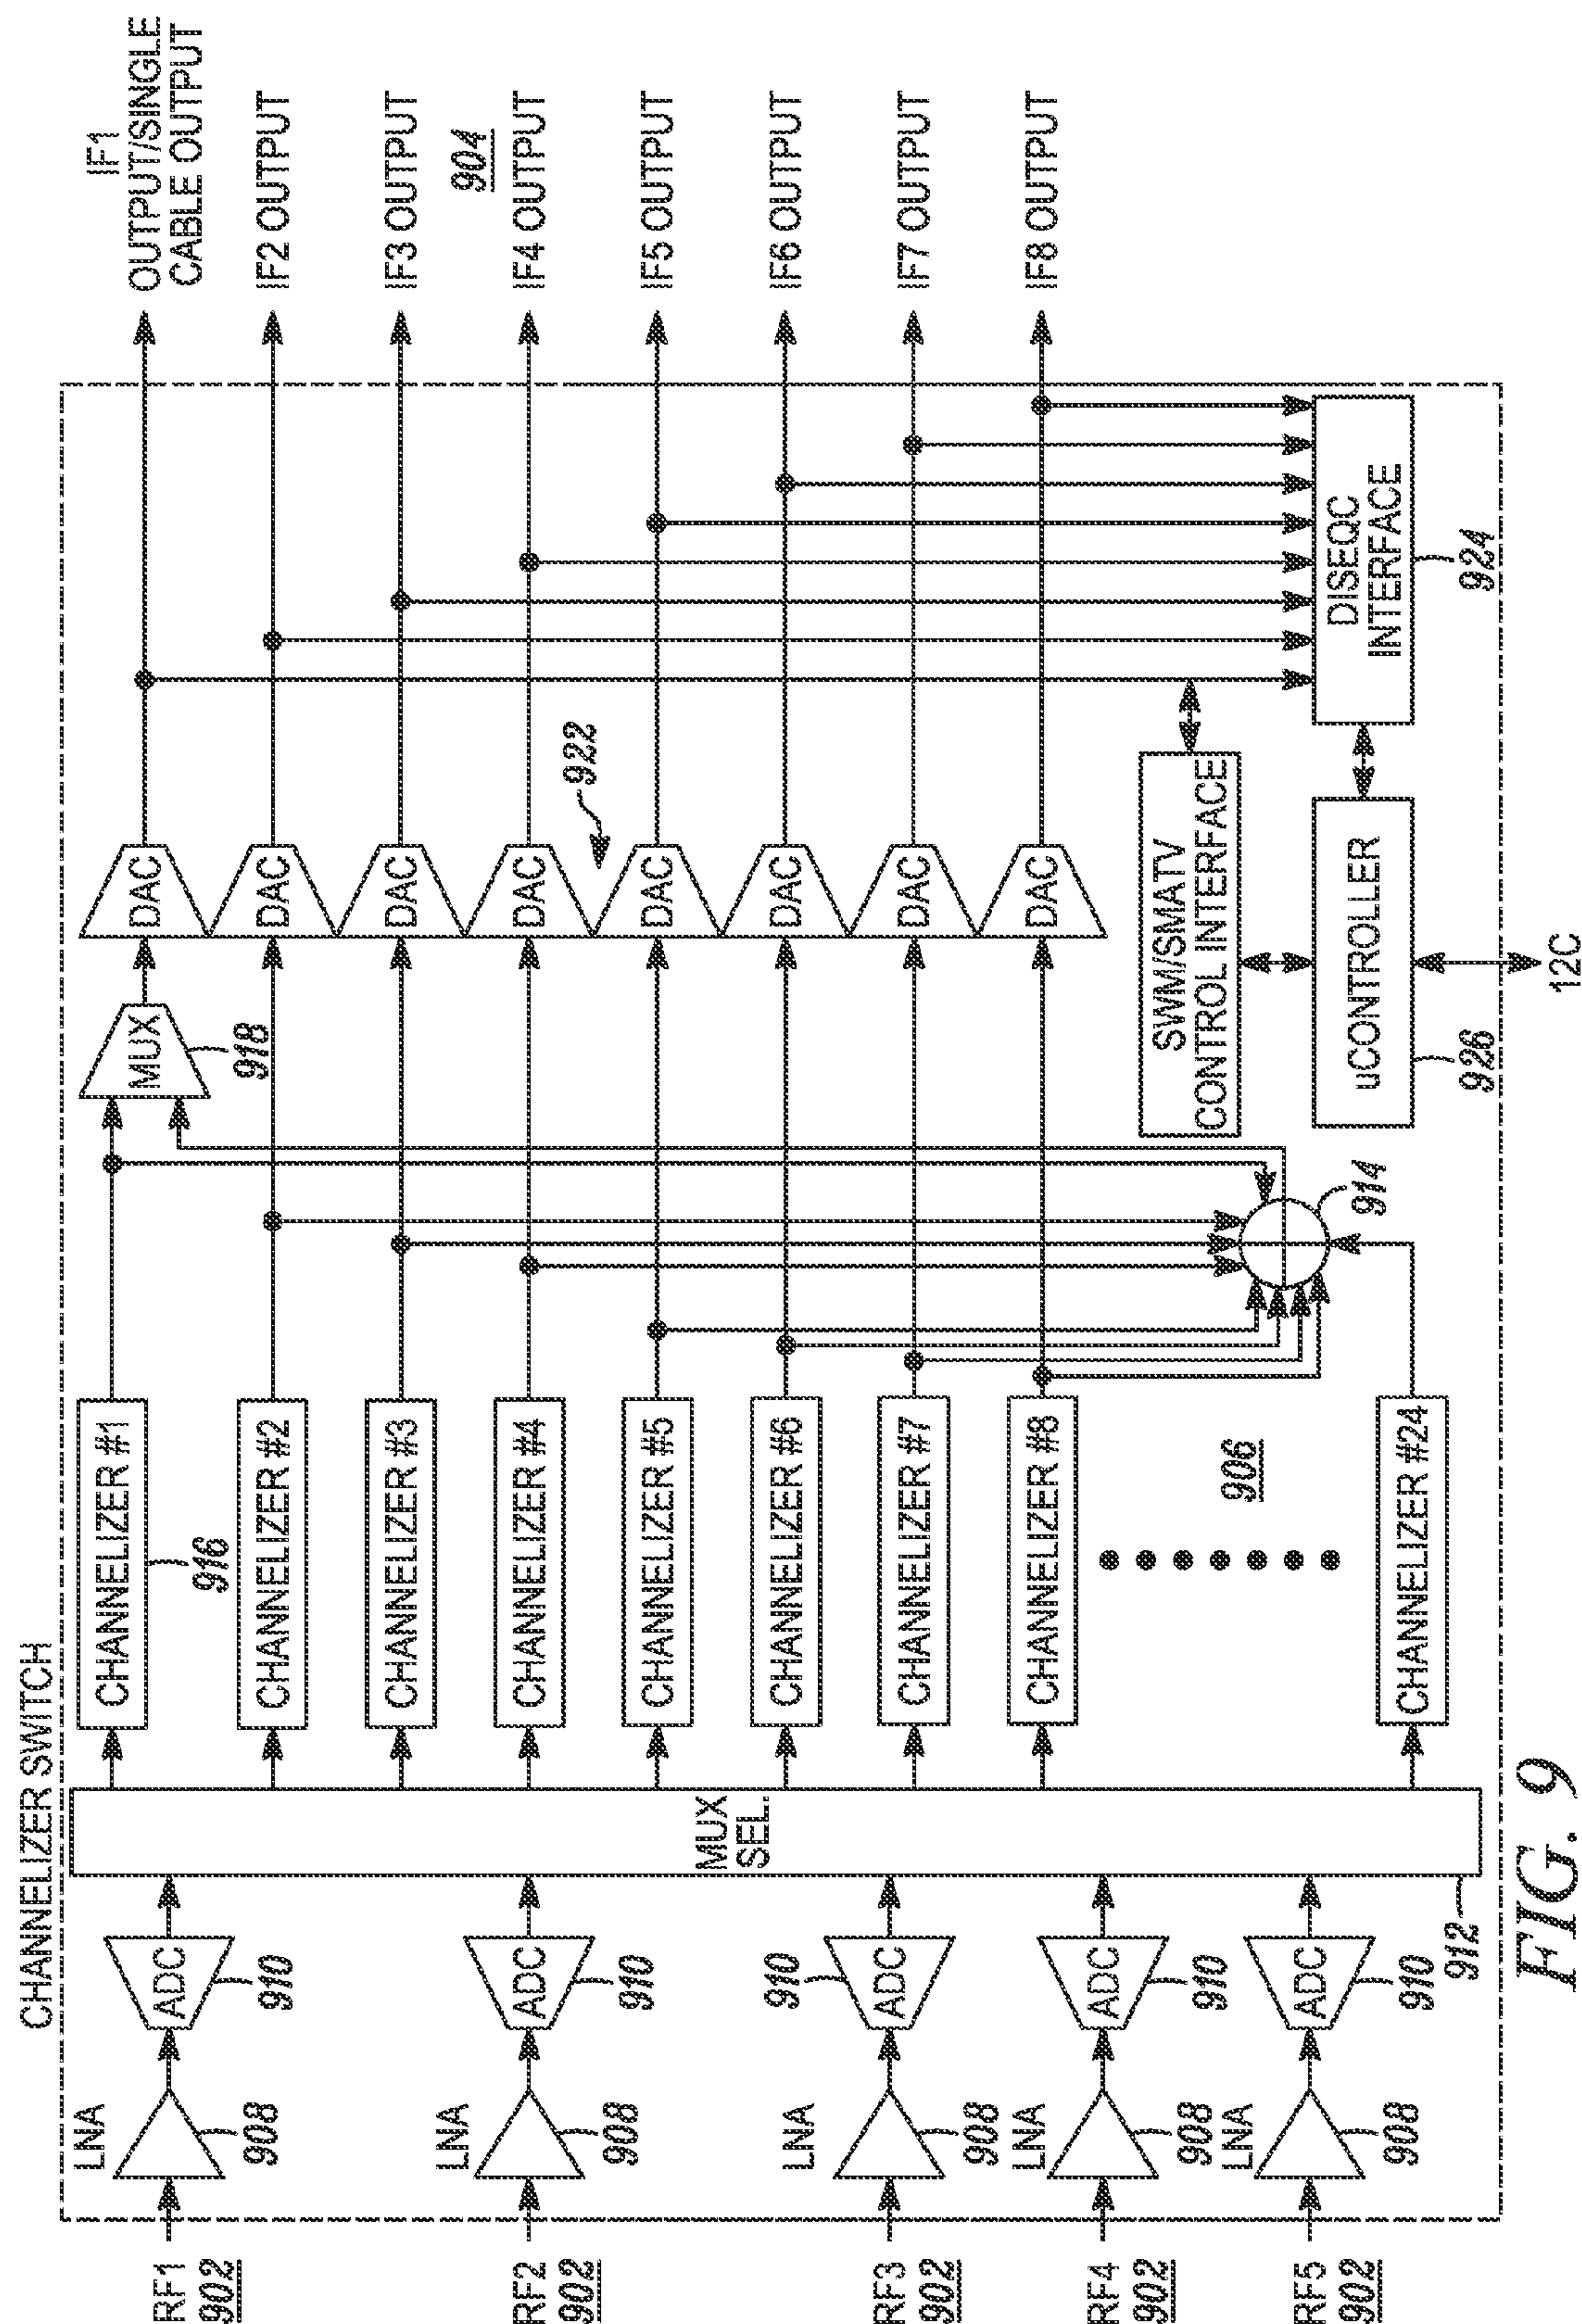 CHANNELIZER SWITCH
RF1
902
LNA
908
ADC
910
RF2
902
LNA
908
ADC
910
RF3
902
LNA
908
ADC
910
RF4
902
LNA
908
ADC
910
RF5
902
LNA
908
ADC
910
MUX
SEL.
912
CHANNELIZER #1
916
CHANNELIZER #2
CHANNELIZER #3
CHANNELIZER #4
CHANNELIZER #5
CHANNELIZER #6
CHANNELIZER #7
CHANNELIZER #8
906
CHANNELIZER #24
914
MUX
918
DAC
DAC
DAC
DAC
922
DAC
DAC
DAC
DAC
SWM/SMATV
CONTROL INTERFACE
uCONTROLLER
926
12C
DISEQC
INTERFACE
924
IF1
OUTPUT/SINGLE
CABLE OUTPUT
IF2 OUTPUT
IF3 OUTPUT
904
IF4 OUTPUT
IF5 OUTPUT
IF6 OUTPUT
IF7 OUTPUT
IF8 OUTPUT
FIG. 9